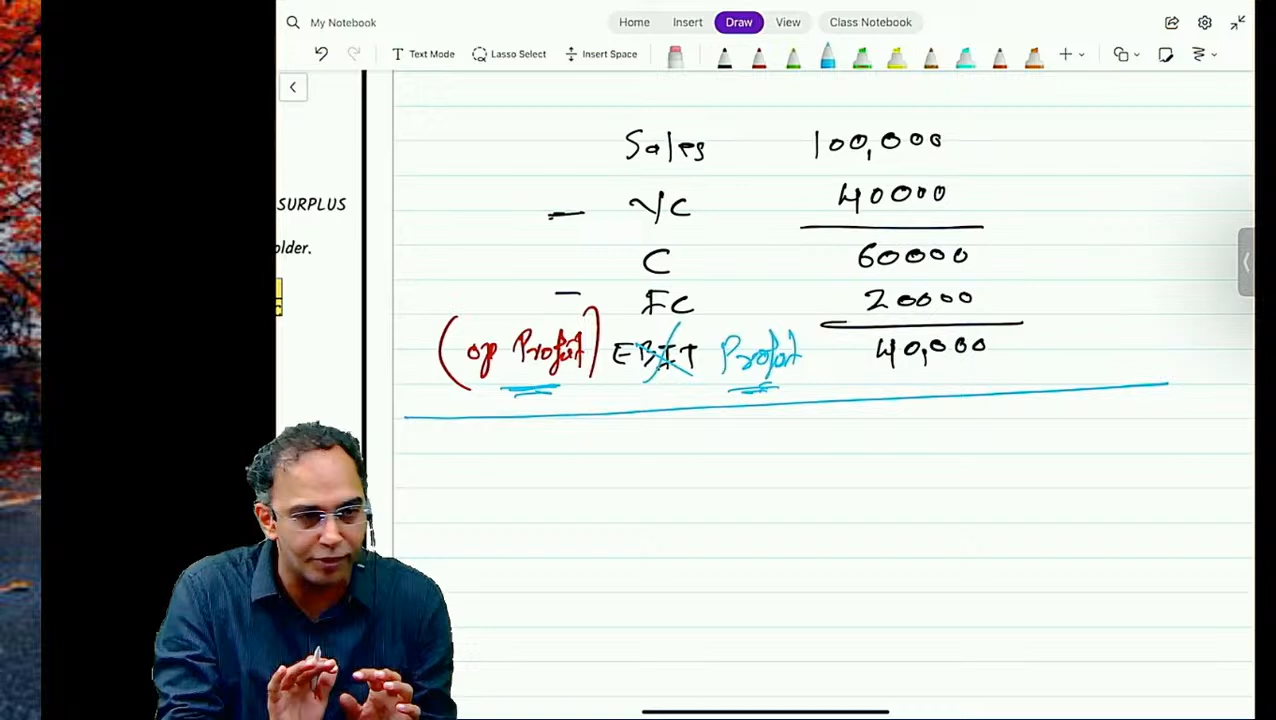 My Notebook Home Insert Draw View Class Notebook
Text Mode Lasso Select Insert Space
Sales 100,000
SURPLUS
- VC 40000
older.
C 60000
- FC 20000
(op Profit) EBIT Profit 40,000